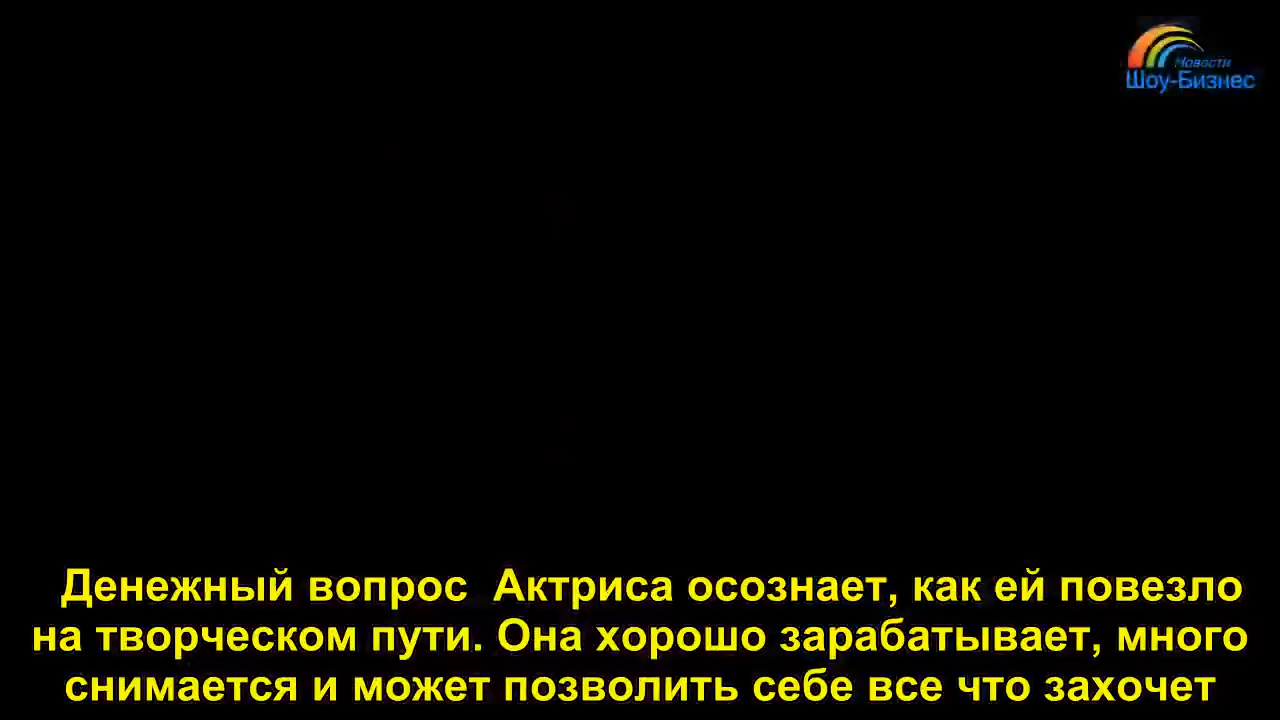 Новости
Шоу-Бизнес
Денежный вопрос  Актриса осознает, как ей повезло
на творческом пути. Она хорошо зарабатывает, много
снимается и может позволить себе все что захочет